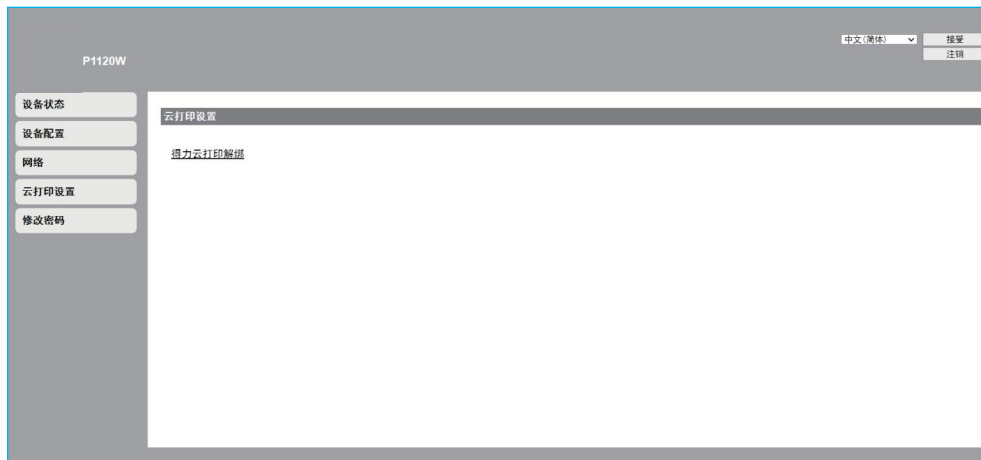 中文(简体)
接受
注销
P1120W
设备状态
设备配置
网络
云打印设置
修改密码
云打印设置
得力云打印解绑